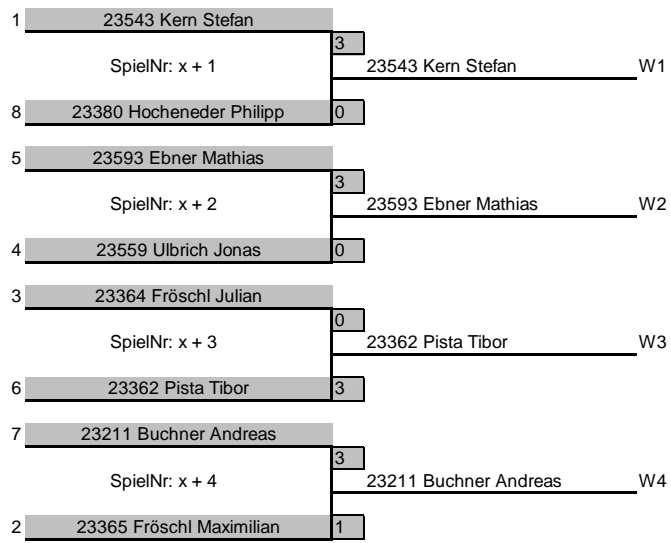 1 23543 Kern Stefan
3
SpielNr: x + 1 23543 Kern Stefan W1
8 23380 Hocheneder Philipp 0
5 23593 Ebner Mathias
3
SpielNr: x + 2 23593 Ebner Mathias W2
4 23559 Ulbrich Jonas 0
3 23364 Fröschl Julian
0
SpielNr: x + 3 23362 Pista Tibor W3
6 23362 Pista Tibor 3
7 23211 Buchner Andreas
3
SpielNr: x + 4 23211 Buchner Andreas W4
2 23365 Fröschl Maximilian 1